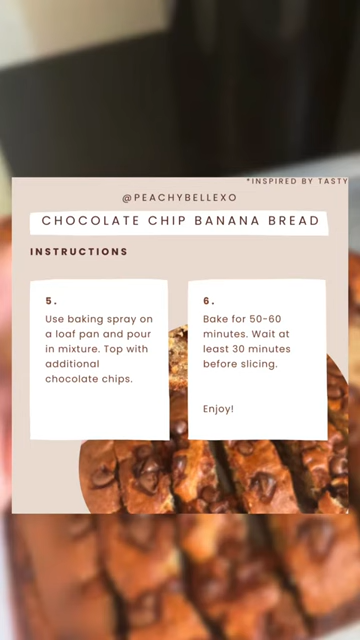 *INSPIRED BY TASTY
@PEACHYBELLEXO
CHOCOLATE CHIP BANANA BREAD
INSTRUCTIONS
5.
Use baking spray on
a loaf pan and pour
in mixture. Top with
additional
chocolate chips.
6.
Bake for 50-60
minutes. Wait at
least 30 minutes
before slicing.
Enjoy!